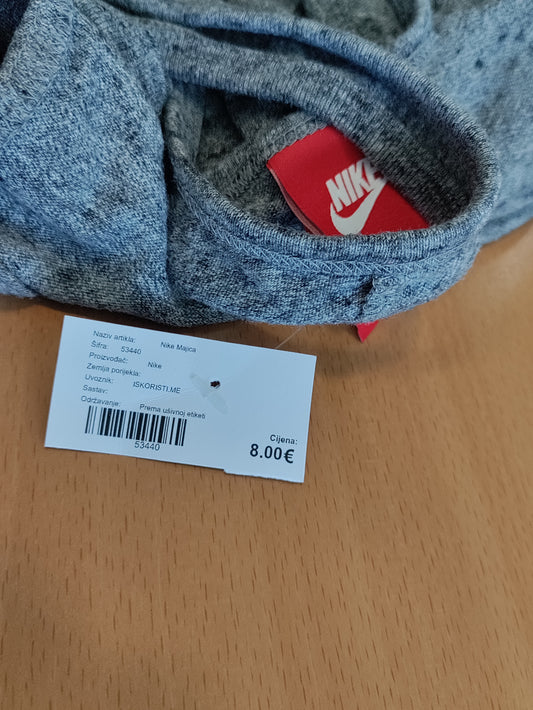 NIKE
Naziv artikla: Nike Majica
Šifra: 53440
Proizvođač: Nike
Zemlja porijekla:
Uvoznik: ISKORISTI.ME
Sastav:
Održavanje: Prema ušivnoj etiketi
53440
Cijena:
8.00€